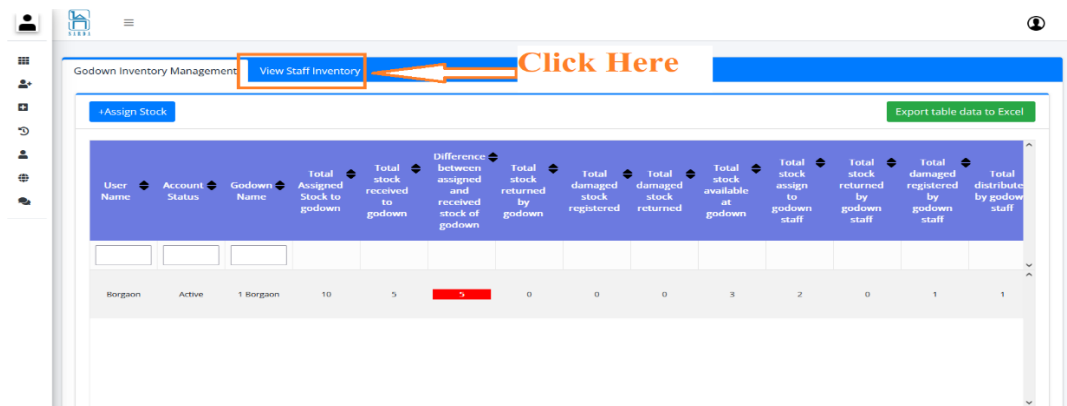 Click Here
Godown Inventory Management
View Staff Inventory
+Assign Stock
Export table data to Excel
User Name
Account Status
Godown Name
Total Assigned Stock to godown
Total stock received to godown
Difference between assigned and received stock of godown
Total stock returned by godown
Total damaged stock registered
Total damaged stock returned
Total stock available at godown
Total stock assign to godown staff
Total stock returned by godown staff
Total damaged registered by godown staff
Total distribute by godow staff
Borgaon Active 1 Borgaon 10 5 5 0 0 0 3 2 0 1 1